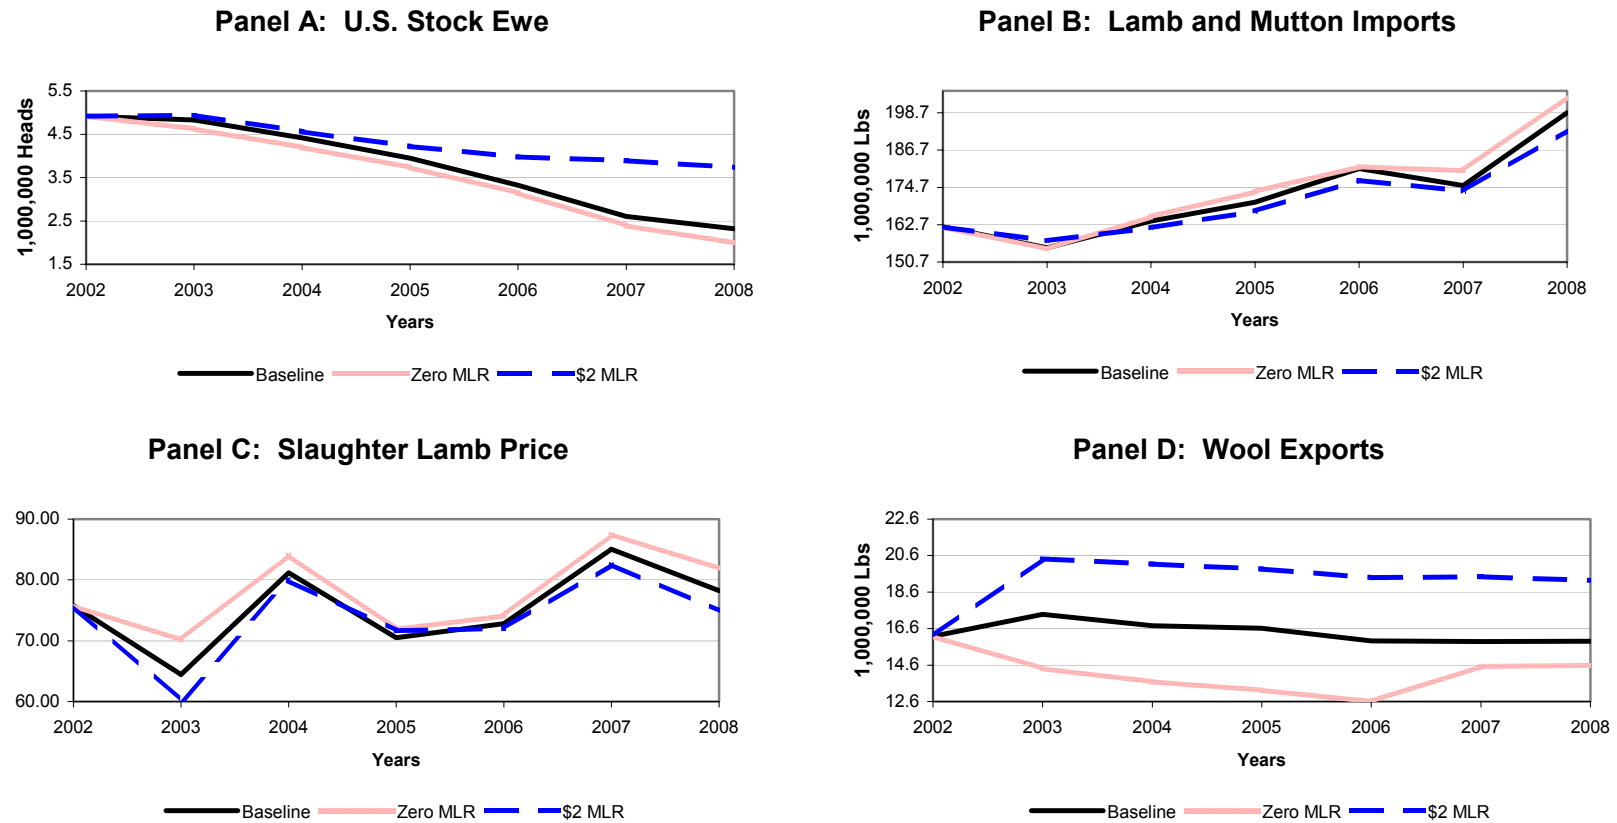 Panel A: U.S. Stock Ewe
1,000,000 Heads
5.5
4.5
3.5
2.5
1.5
2002 2003 2004 2005 2006 2007 2008
Years
Baseline Zero MLR $2 MLR
Panel B: Lamb and Mutton Imports
1,000,000 Lbs
198.7
186.7
174.7
162.7
150.7
2002 2003 2004 2005 2006 2007 2008
Years
Baseline Zero MLR $2 MLR
Panel C: Slaughter Lamb Price
90.00
80.00
70.00
60.00
2002 2003 2004 2005 2006 2007 2008
Years
Baseline Zero MLR $2 MLR
Panel D: Wool Exports
1,000,000 Lbs
22.6
20.6
18.6
16.6
14.6
12.6
2002 2003 2004 2005 2006 2007 2008
Years
Baseline Zero MLR $2 MLR